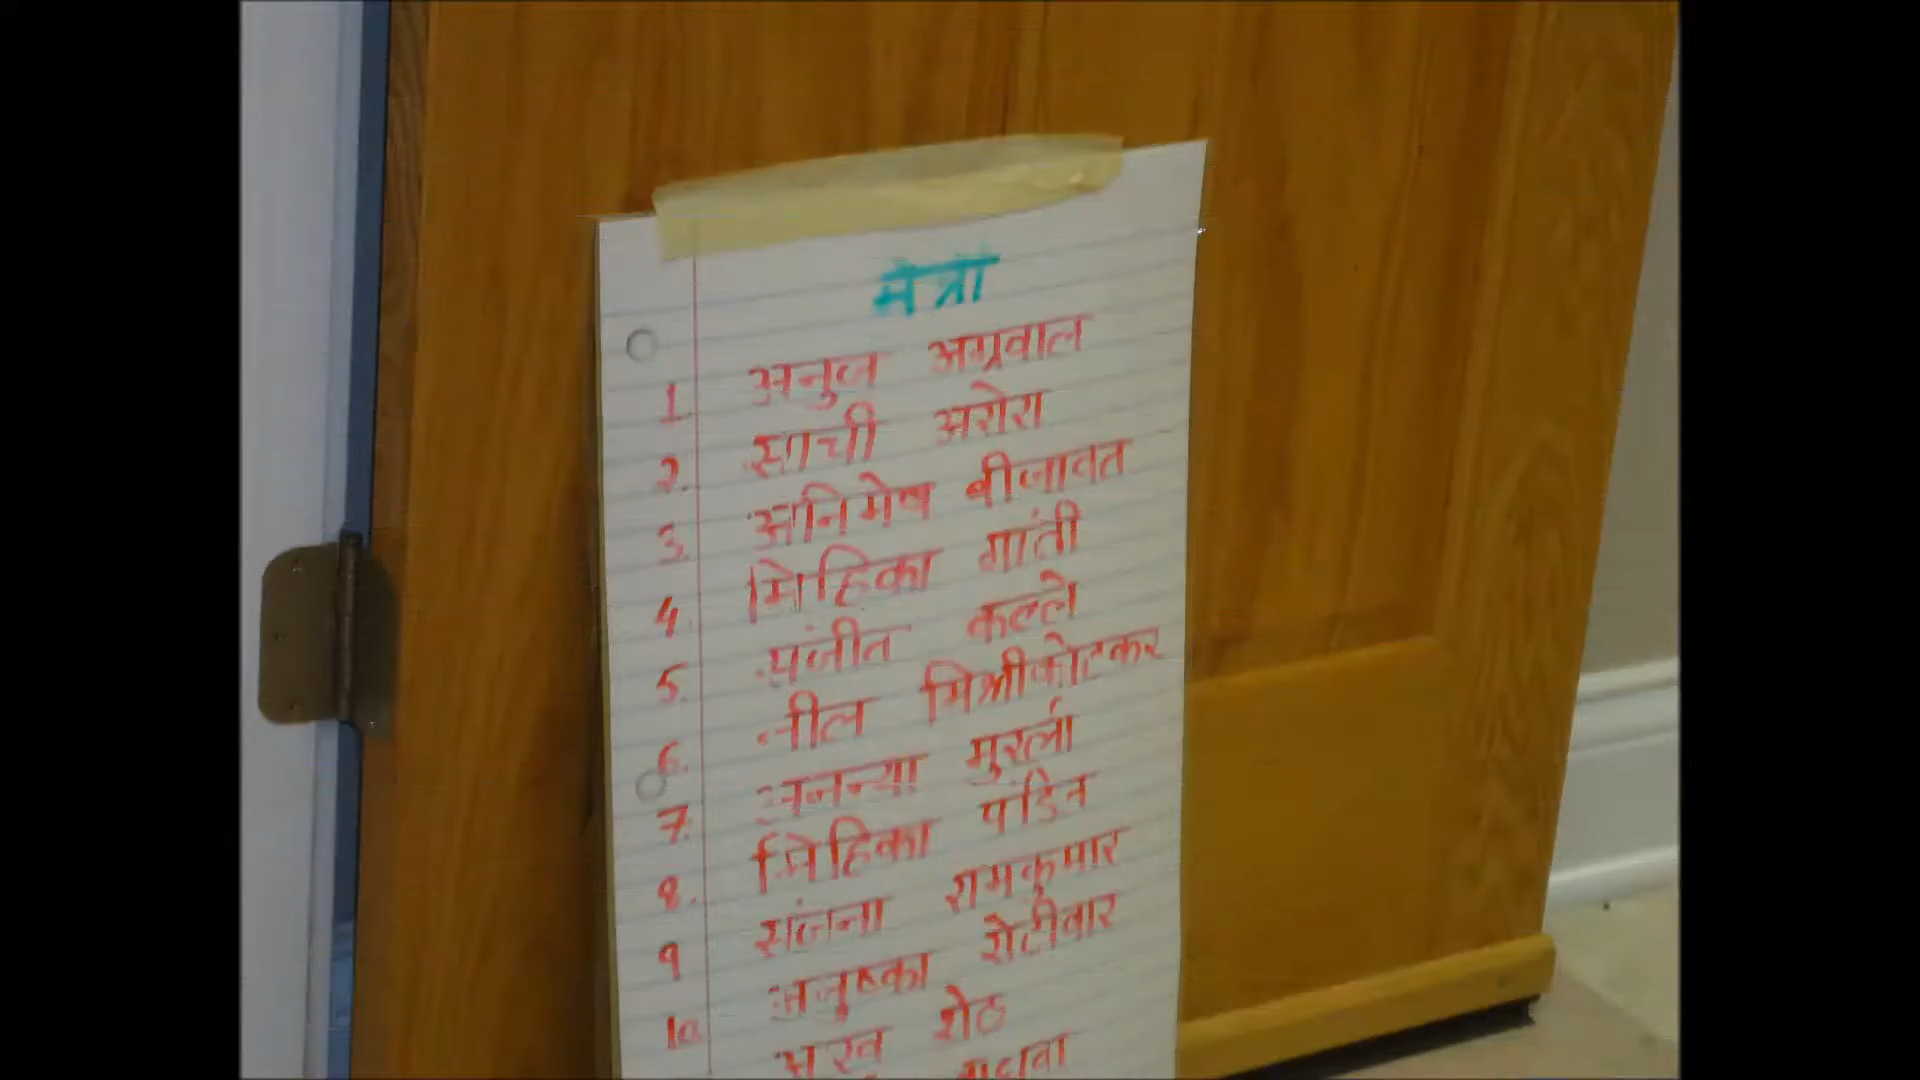 मैत्री
1. अनुज अग्रवाल
2. साची अरोरा
3. अनिमेष बीजावत
4. मिहिका गांती
5. संजीत कल्ले
6. नील मिश्रीकोटकर
7. अनन्या मुरली
8. मिहिका पंडित
9 संजना रामकुमार
10 अनुष्का शेटीवार
शेठ